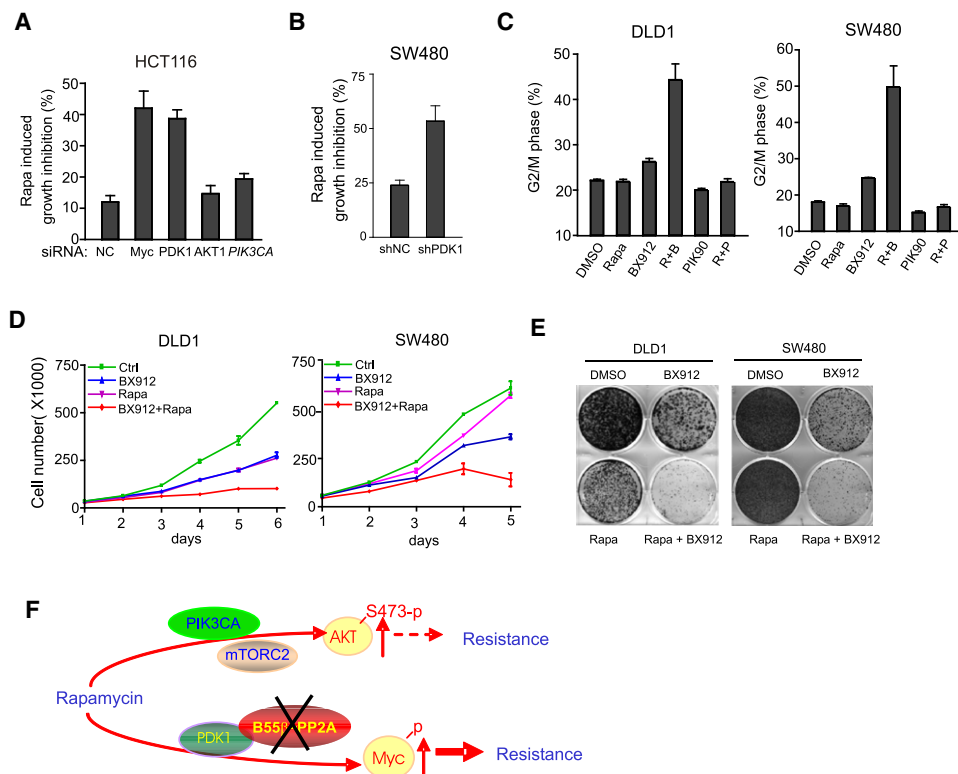 A
HCT116
Rapa induced
growth inhibition (%)
50
40
30
20
10
0
siRNA: NC Myc PDK1 AKT1 PIK3CA
B
SW480
Rapa induced
growth inhibition (%)
75
50
25
0
shNC shPDK1
C
DLD1
G2/M phase (%)
50
40
30
20
10
DMSO Rapa BX912 R+B PIK90 R+P
SW480
G2/M phase (%)
60
50
40
30
20
10
DMSO Rapa BX912 R+B PIK90 R+P
D
DLD1
Cell number( X1000)
750
500
250
0
Ctrl
BX912
Rapa
BX912+Rapa
1 2 3 4 5 6
days
SW480
750
500
250
0
Ctrl
BX912
Rapa
BX912+Rapa
1 2 3 4 5
days
E
DLD1 SW480
DMSO BX912 DMSO BX912
Rapa Rapa + BX912 Rapa Rapa + BX912
F
PIK3CA
mTORC2
AKT
S473-p
Resistance
Rapamycin
PDK1
PP2A
Myc
p
Resistance